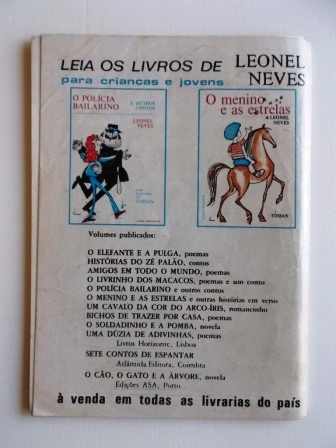 LEIA OS LIVROS DE LEONEL NEVES
para crianças e jovens
O POLÍCIA BAILARINO
E OUTROS CONTOS
LEONEL NEVES
TÓSSAN
O menino e as estrelas
LEONEL NEVES
TÓSSAN
Volumes publicados:
O ELEFANTE E A PULGA, poemas
HISTÓRIAS DO ZÉ PALÃO, contos
AMIGOS EM TODO O MUNDO, poemas
O LIVRINHO DOS MACACOS, poemas e um conto
O POLÍCIA BAILARINO e outros contos
O MENINO E AS ESTRELAS e outras histórias em verso
UM CAVALO DA COR DO ARCO-ÍRIS, romancinho
BICHOS DE TRAZER POR CASA, poemas
O SOLDADINHO E A POMBA, novela
UMA DÚZIA DE ADIVINHAS, poemas
Livros Horizonte, Lisboa
SETE CONTOS DE ESPANTAR
Atlântida Editora, Coimbra
O CÃO, O GATO E A ÁRVORE, novela
Edições ASA, Porto
à venda em todas as livrarias do país